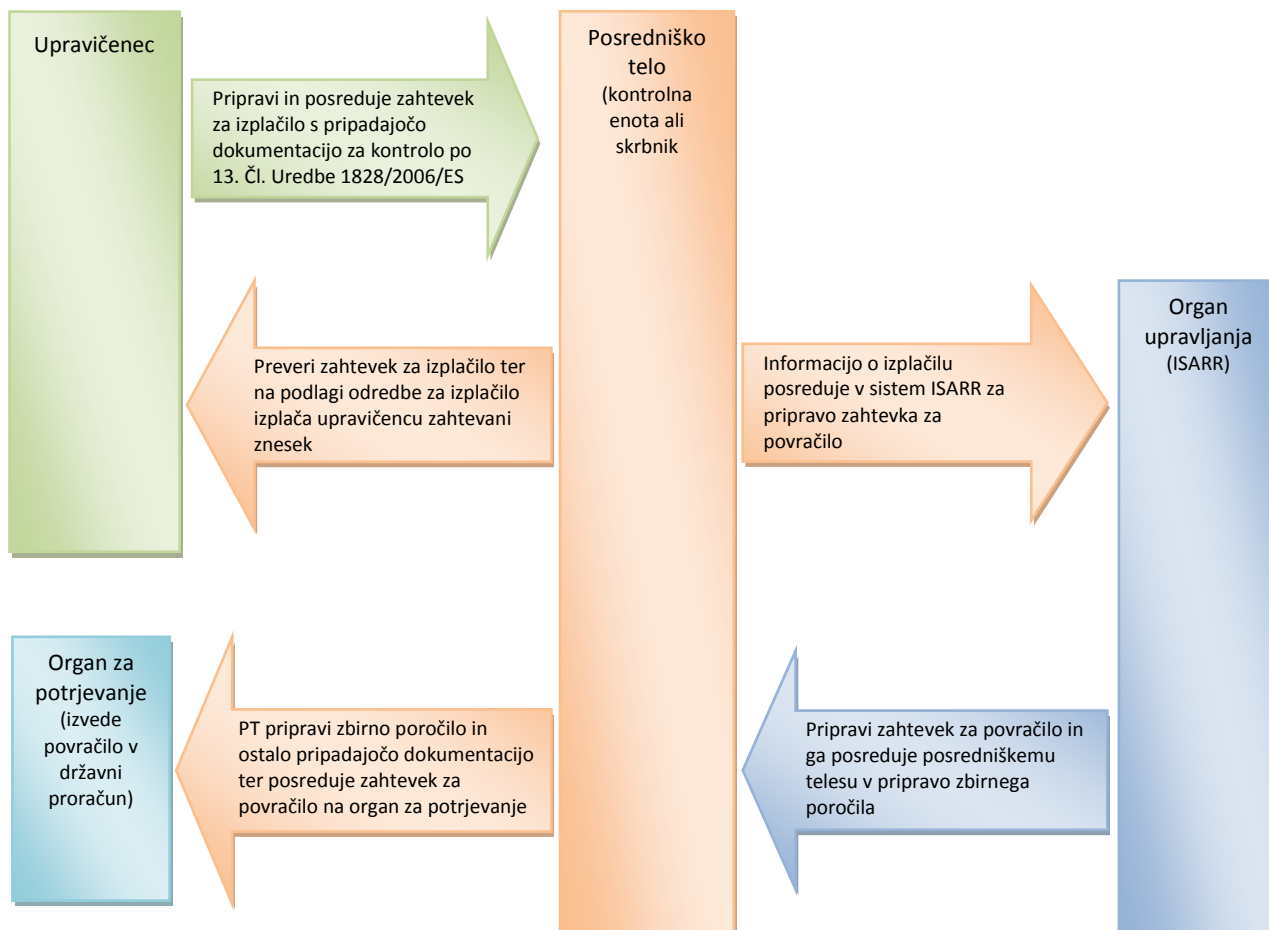 Upravičenec
Pripravi in posreduje zahtevek
za izplačilo s pripadajočo
dokumentacijo za kontrolo po
13. Čl. Uredbe 1828/2006/ES
Posredniško
telo
(kontrolna
enota ali
skrbnik
Preveri zahtevek za izplačilo ter
na podlagi odredbe za izplačilo
izplača upravičencu zahtevani
znesek
Informacijo o izplačilu
posreduje v sistem ISARR za
pripravo zahtevka za
povračilo
Organ
upravljanja
(ISARR)
Organ za
potrjevanje
(izvede
povračilo v
državni
proračun)
PT pripravi zbirno poročilo in
ostalo pripadajočo dokumentacijo
ter posreduje zahtevek za
povračilo na organ za potrjevanje
Pripravi zahtevek za povračilo in
ga posreduje posredniškemu
telesu v pripravo zbirnega
poročila